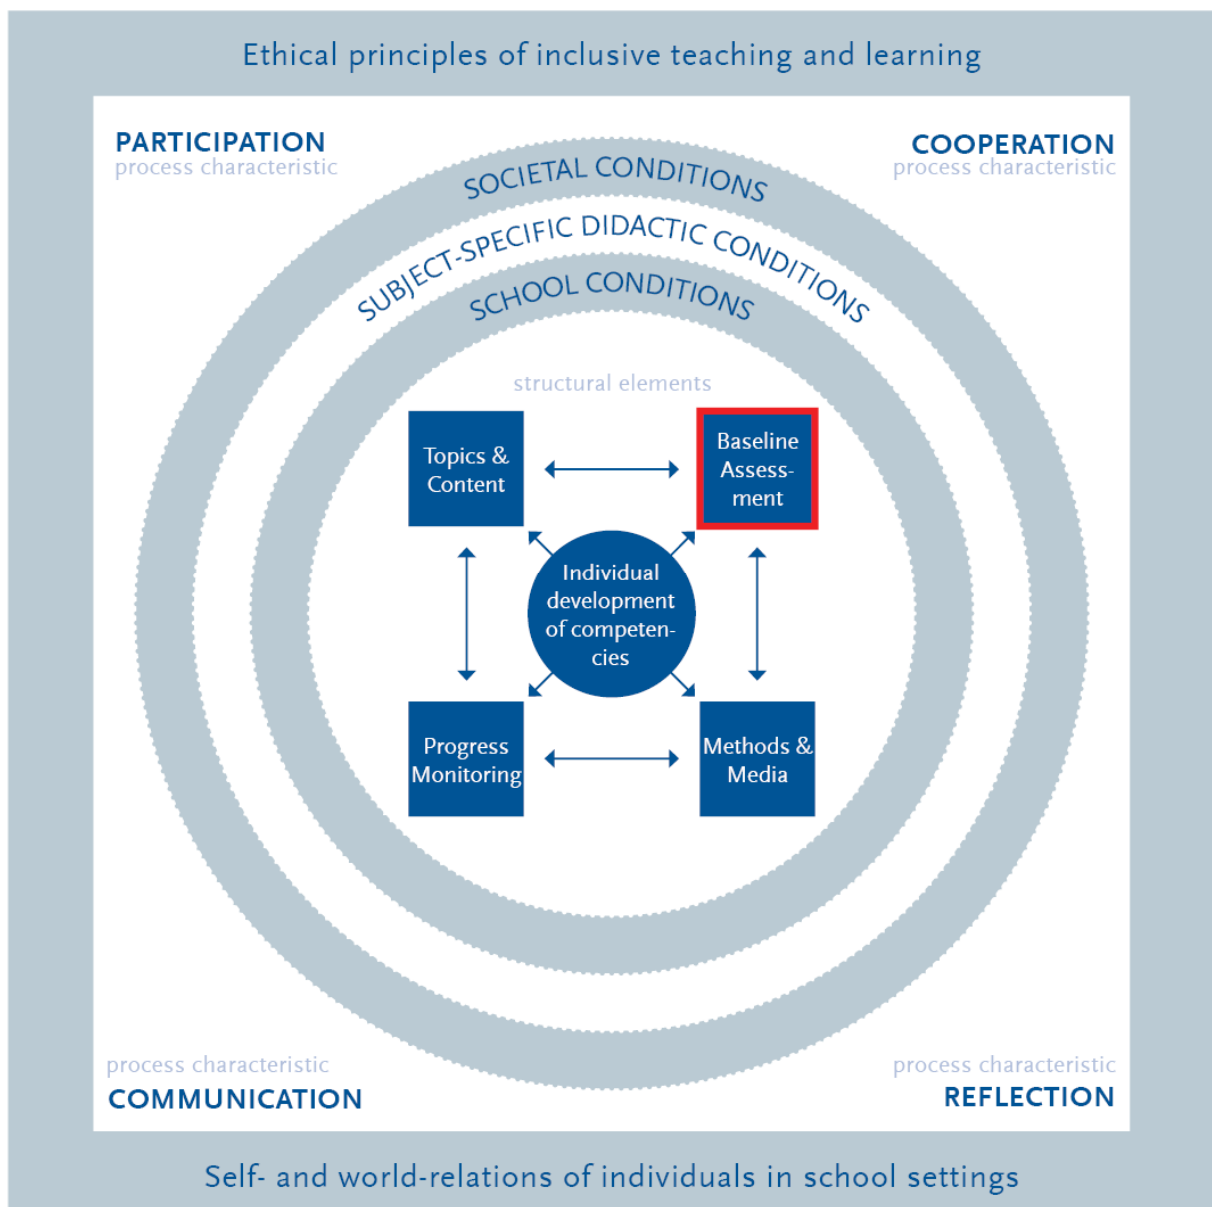 Ethical principles of inclusive teaching and learning
PARTICIPATION
process characteristic
COOPERATION
process characteristic
SOCIETAL CONDITIONS
SUBJECT-SPECIFIC DIDACTIC CONDITIONS
SCHOOL CONDITIONS
structural elements
Topics &
Content
Baseline
Assess-
ment
Individual
development
of competen-
cies
Progress
Monitoring
Methods &
Media
process characteristic
COMMUNICATION
process characteristic
REFLECTION
Self- and world-relations of individuals in school settings